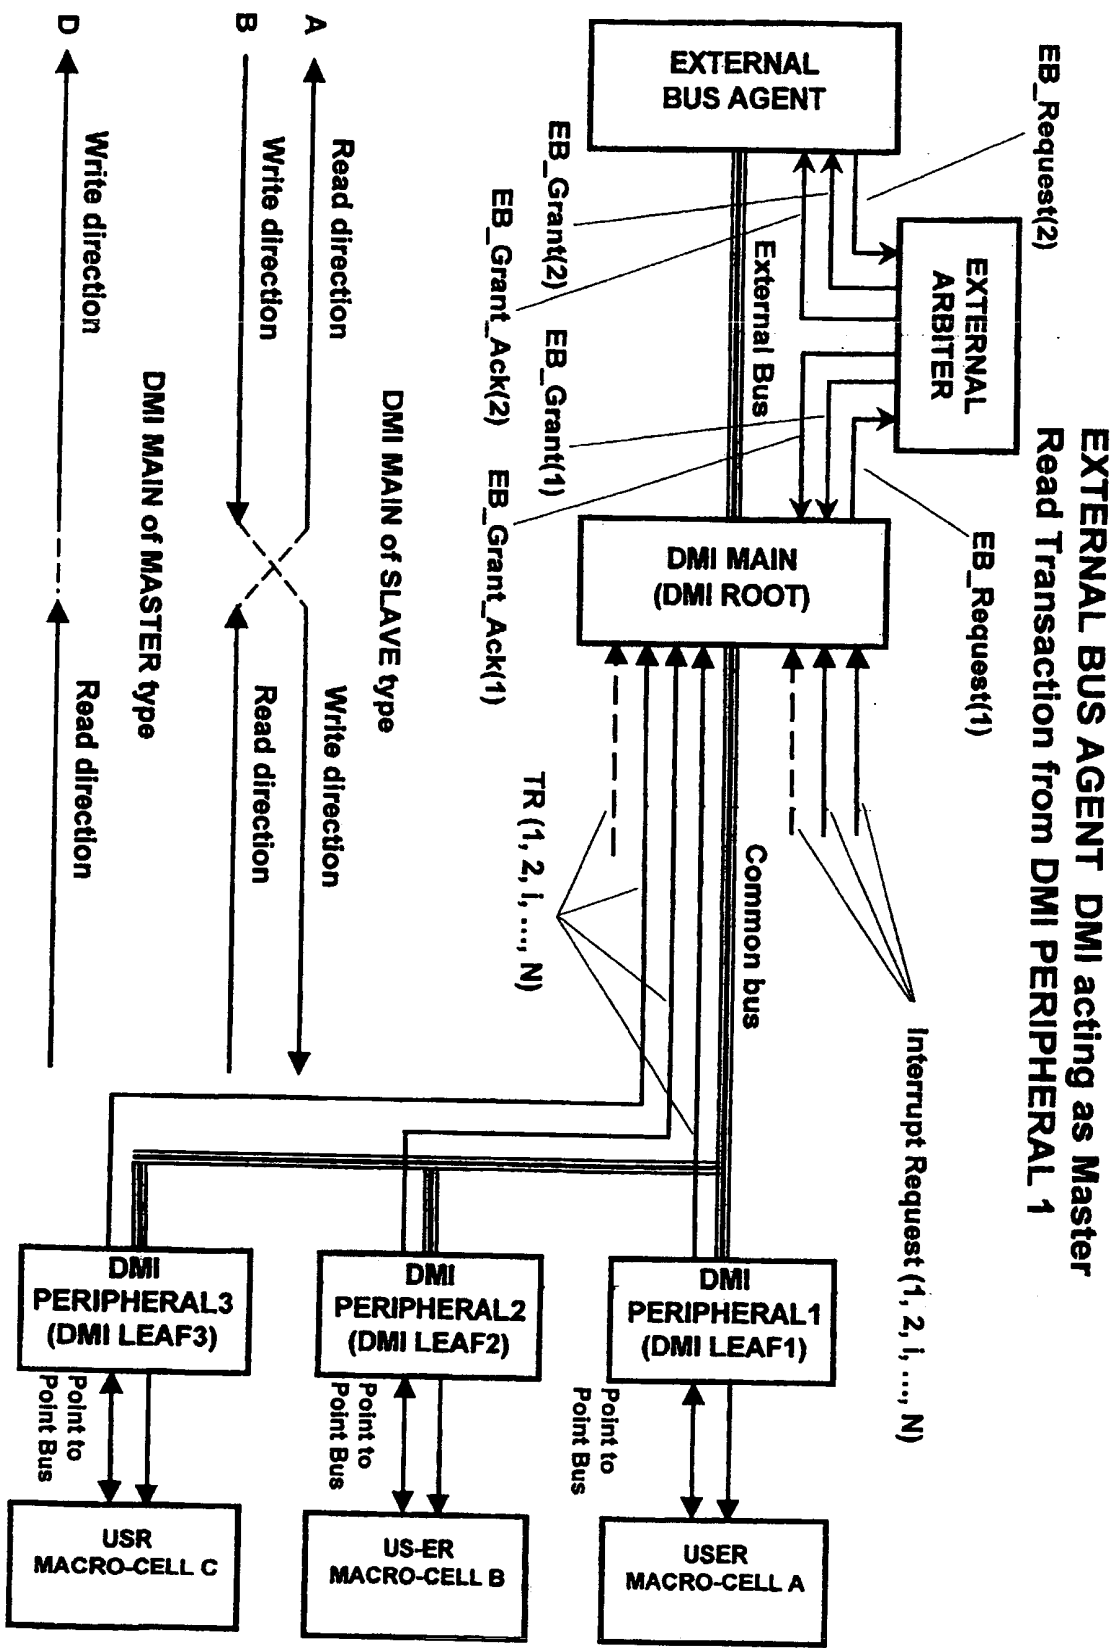 EXTERNAL BUS AGENT DMI acting as Master
Read Transaction from DMI PERIPHERAL 1
EB_Request(2)
EXTERNAL
ARBITER
EB_Request(1)
Interrupt Request (1, 2, i, ..., N)
EXTERNAL
BUS AGENT
External Bus
DMI MAIN
(DMI ROOT)
Common bus
DMI
PERIPHERAL1
(DMI LEAF1)
Point to
Point Bus
USER
MACRO-CELL A
EB_Grant(2)
EB_Grant(1)
TR (1, 2, i, ..., N)
EB_Grant_Ack(2)
EB_Grant_Ack(1)
DMI
PERIPHERAL2
(DMI LEAF2)
Point to
Point Bus
US-ER
MACRO-CELL B
DMI MAIN of SLAVE type
A
Read direction
Write direction
B
Write direction
Read direction
DMI
PERIPHERAL3
(DMI LEAF3)
Point to
Point Bus
USR
MACRO-CELL C
DMI MAIN of MASTER type
D
Write direction
Read direction